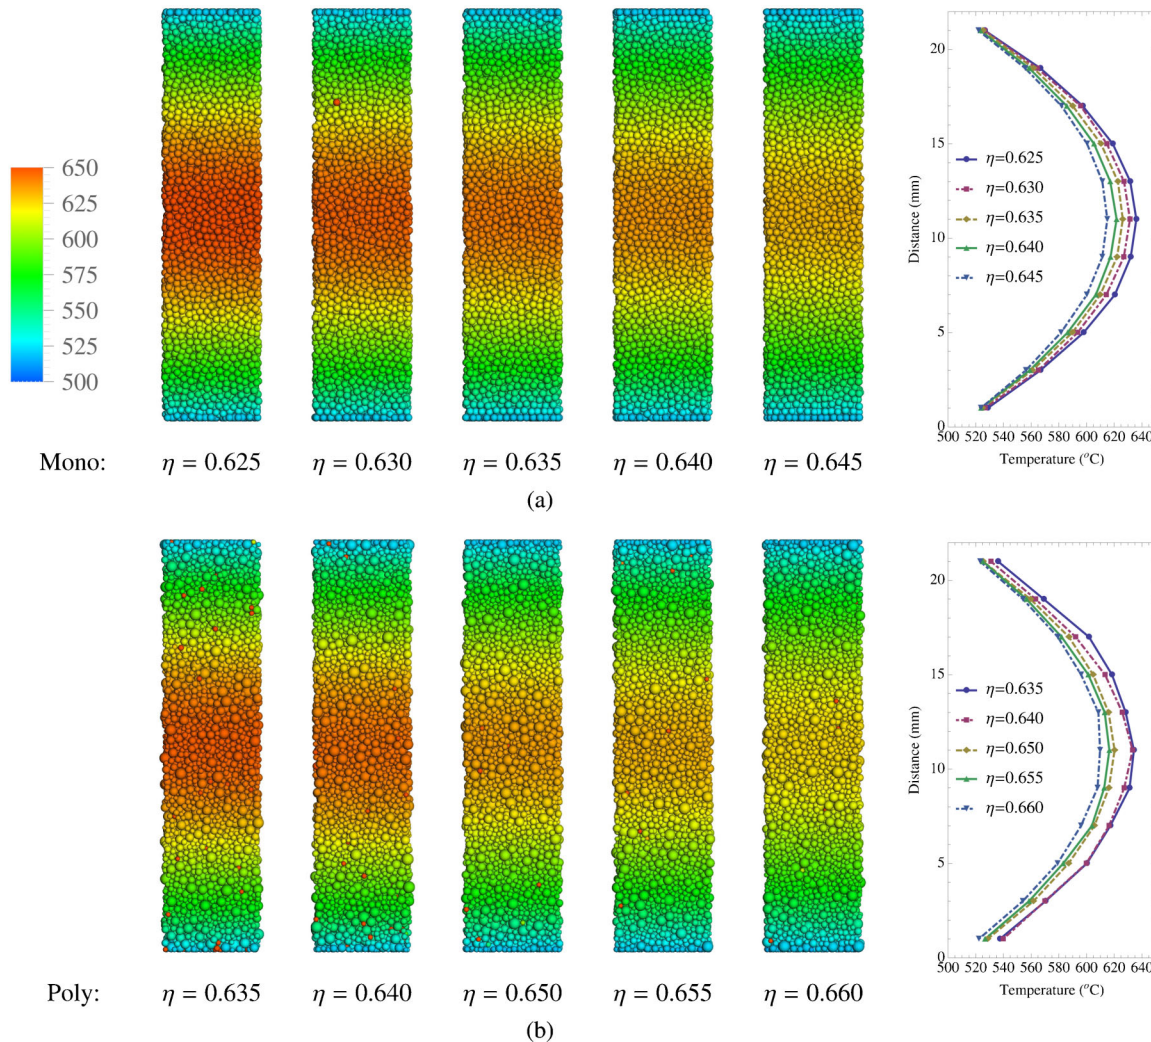 650
625
600
575
550
525
500
Mono: η = 0.625 η = 0.630 η = 0.635 η = 0.640 η = 0.645
(a)
20
15
10
5
0
Distance (mm)
η=0.625
η=0.630
η=0.635
η=0.640
η=0.645
500 520 540 560 580 600 620 640
Temperature (°C)
Poly: η = 0.635 η = 0.640 η = 0.650 η = 0.655 η = 0.660
(b)
20
15
10
5
0
Distance (mm)
η=0.635
η=0.640
η=0.650
η=0.655
η=0.660
500 520 540 560 580 600 620 640
Temperature (°C)